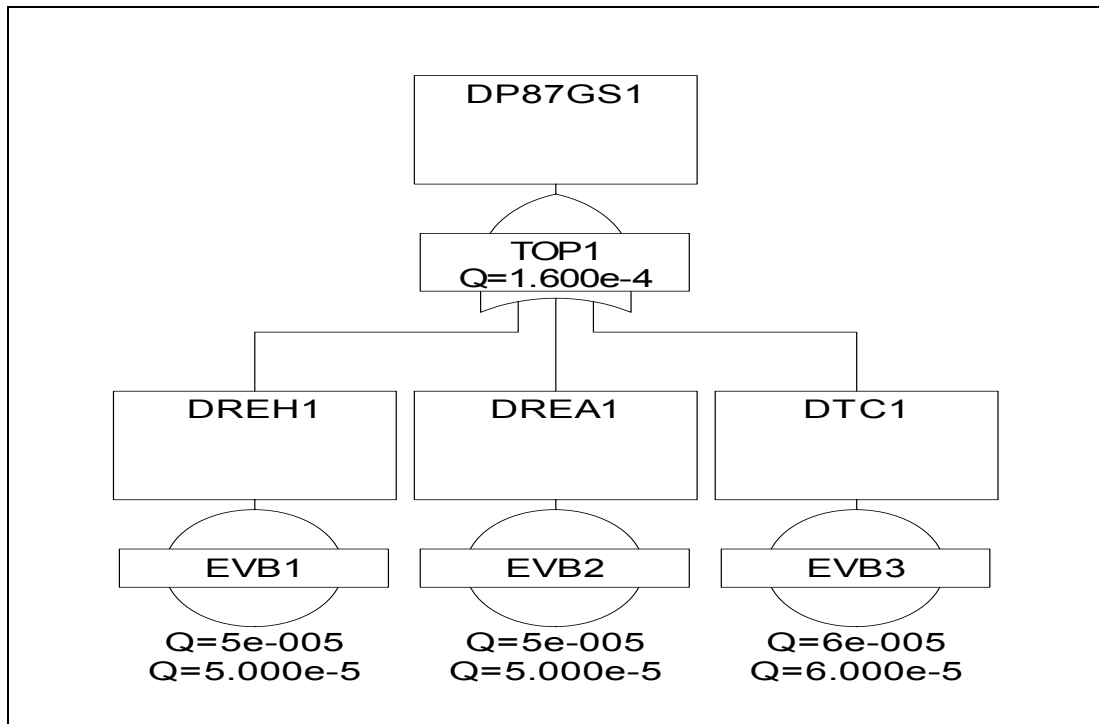 DP87GS1
TOP1
Q=1.600e-4
DREH1
DREA1
DTC1
EVB1
EVB2
EVB3
Q=5e-005
Q=5.000e-5
Q=5e-005
Q=5.000e-5
Q=6e-005
Q=6.000e-5